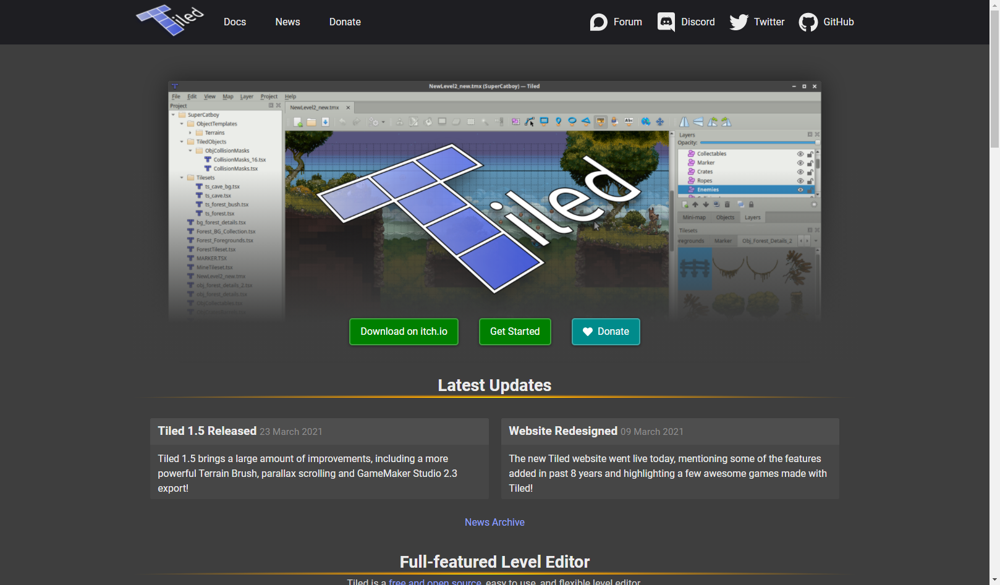 Tiled
Docs
News
Donate
Forum
Discord
Twitter
GitHub
NewLevel2_new.tmx (SuperCatboy) — Tiled
File Edit View Map Layer Project Help
Project
NewLevel2_new.tmx
SuperCatboy
ObjectTemplates
Terrains
TiledObjects
ObjCollisionMasks
CollisionMasks_16.tsx
CollisionMasks.tsx
Tilesets
ts_cave_bg.tsx
ts_cave.tsx
ts_forest_bush.tsx
ts_forest.tsx
bg_forest_details.tsx
Forest_BG_Collection.tsx
Forest_Foregrounds.tsx
ForestTileset.tsx
MARKER.TSX
MineTileset.tsx
NewLevel2_new.tmx
obj_forest_details_2.tsx
obj_forest_details.tsx
ObjCollectables.tsx
Abc
Tiled
Layers
Opacity:
Collectables
Marker
Crates
Ropes
Enemies
Mini-map Objects Layers
Tilesets
regrounds Marker Obj_Forest_Details_2
Download on itch.io
Get Started
Donate
Latest Updates
Tiled 1.5 Released 23 March 2021
Tiled 1.5 brings a large amount of improvements, including a more
powerful Terrain Brush, parallax scrolling and GameMaker Studio 2.3
export!
Website Redesigned 09 March 2021
The new Tiled website went live today, mentioning some of the features
added in past 8 years and highlighting a few awesome games made with
Tiled!
News Archive
Full-featured Level Editor
Tiled is a free and open source, easy to use, and flexible level editor.